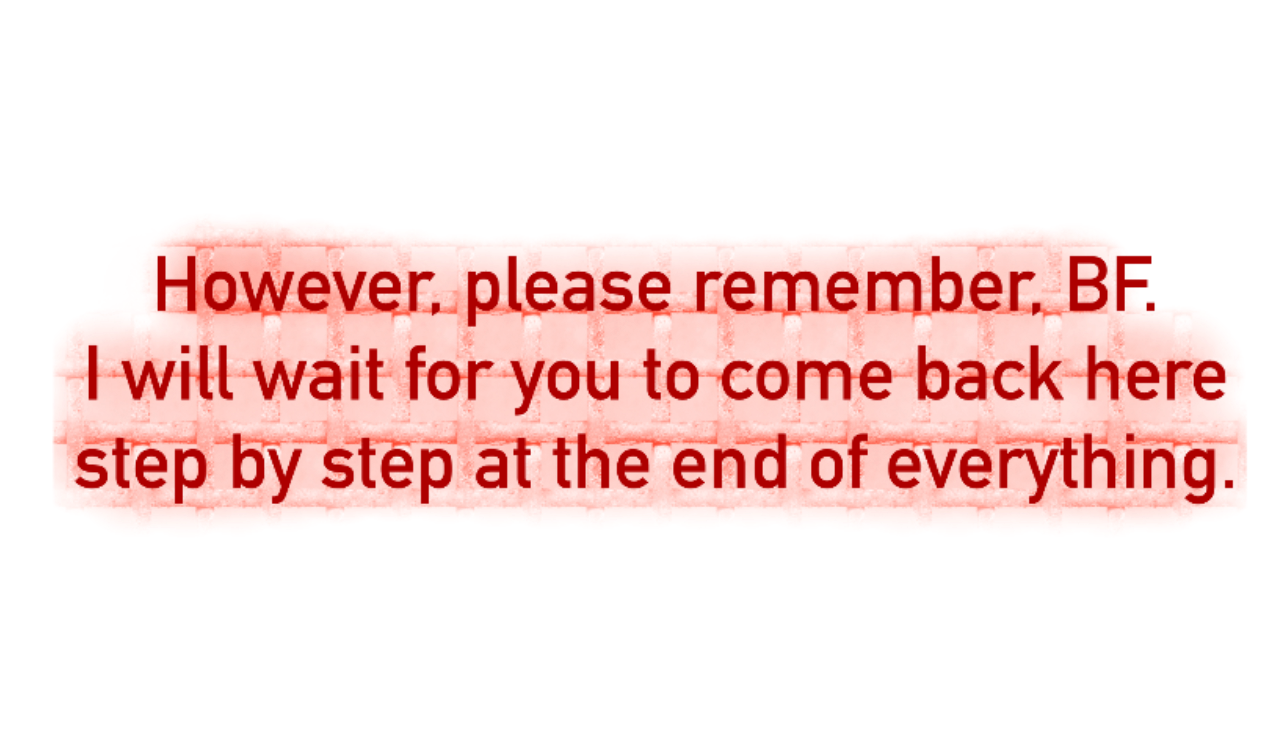 However, please remember, BF.
I will wait for you to come back here
step by step at the end of everything.